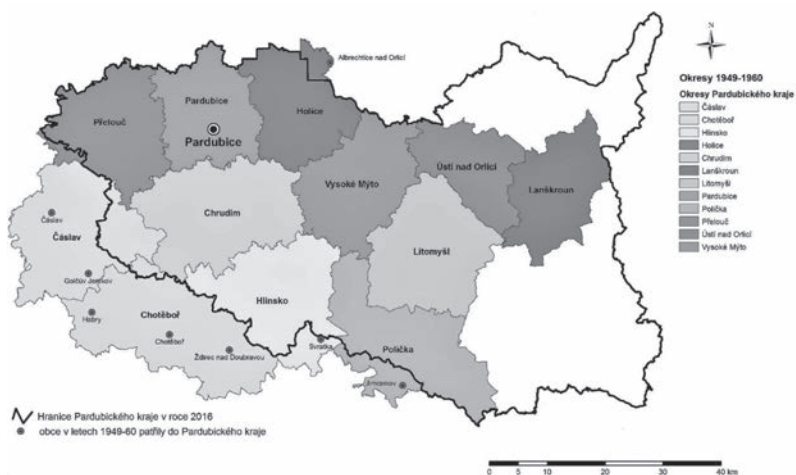 N
Albrechtice nad Orlicí
Okresy 1949-1960
Okresy Pardubického kraje
Čáslav
Chotěboř
Hlinsko
Holice
Chrudim
Lanškroun
Litomyšl
Pardubice
Polička
Přelouč
Ústí nad Orlicí
Vysoké Mýto
Pardubice
Holice
Přelouč
Pardubice
Ústí nad Orlicí
Vysoké Mýto
Lanškroun
Chrudim
Čáslav
Čáslav
Litomyšl
Golčův Jeníkov
Hlinsko
Habry
Chotěboř
Chotěboř
Ždírec nad Doubravou
Svratka
Polička
Jimramov
Hranice Pardubického kraje v roce 2016
obce v letech 1949-60 patřily do Pardubického kraje
0 5 10 20 30 40 km